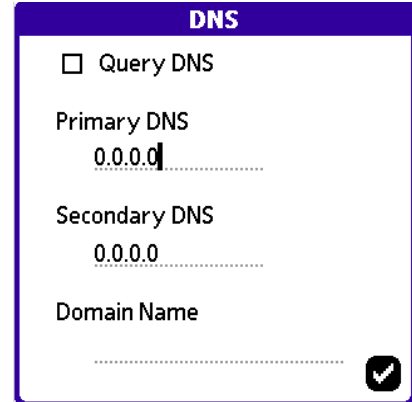 DNS
Query DNS
Primary DNS
0.0.0.0
Secondary DNS
0.0.0.0
Domain Name